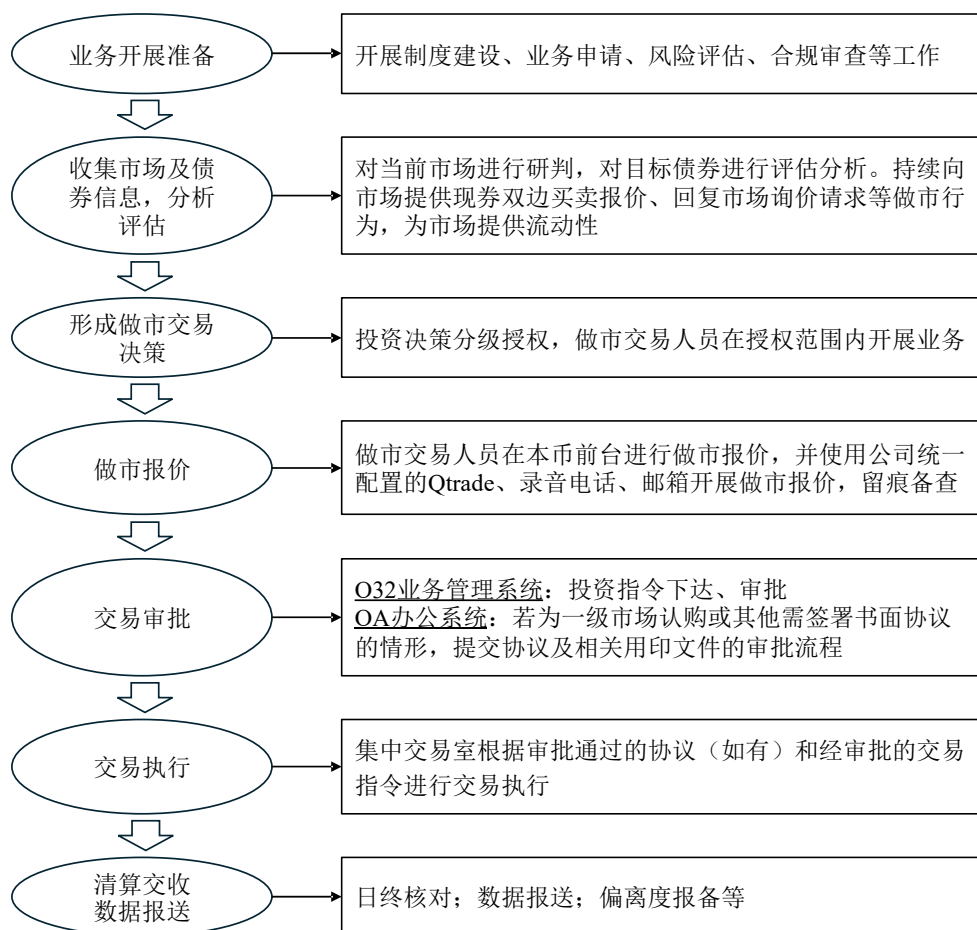 业务开展准备
开展制度建设、业务申请、风险评估、合规审查等工作
收集市场及债
券信息，分析
评估
对当前市场进行研判，对目标债券进行评估分析。持续向
市场提供现券双边买卖报价、回复市场询价请求等做市行
为，为市场提供流动性
形成做市交易
决策
投资决策分级授权，做市交易人员在授权范围内开展业务
做市报价
做市交易人员在本币前台进行做市报价，并使用公司统一
配置的Qtrade、录音电话、邮箱开展做市报价，留痕备查
交易审批
O32业务管理系统：投资指令下达、审批
OA办公系统：若为一级市场认购或其他需签署书面协议
的情形，提交协议及相关用印文件的审批流程
交易执行
集中交易室根据审批通过的协议（如有）和经审批的交易
指令进行交易执行
清算交收
数据报送
日终核对；数据报送；偏离度报备等